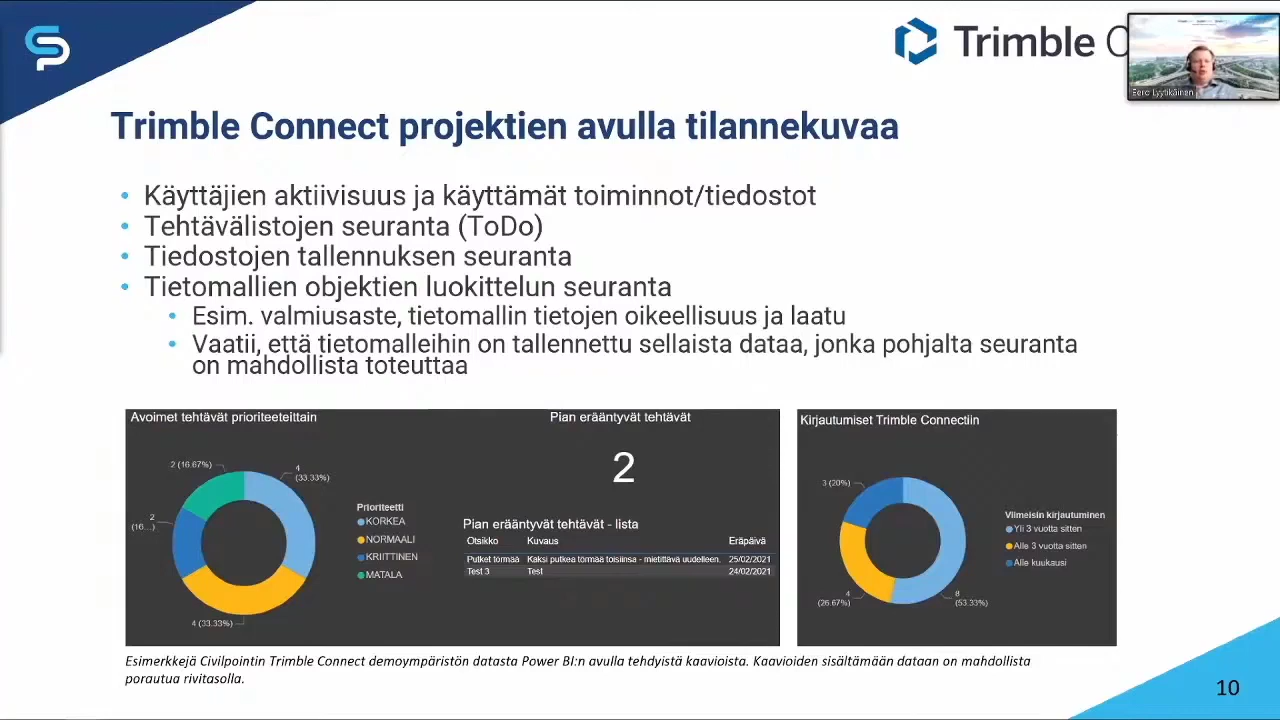 Trimble
Eero Lyytikäinen
Trimble Connect projektien avulla tilannekuvaa
Käyttäjien aktiivisuus ja käyttämät toiminnot/tiedostot
Tehtävälistojen seuranta (ToDo)
Tiedostojen tallennuksen seuranta
Tietomallien objektien luokittelun seuranta
Esim. valmiusaste, tietomallin tietojen oikeellisuus ja laatu
Vaatii, että tietomalleihin on tallennettu sellaista dataa, jonka pohjalta seuranta
on mahdollista toteuttaa
Avoimet tehtävät prioriteeteittain
2 (16.67%)
4
(33.33%)
2
(16...)
4 (33.33%)
Prioriteetti
KORKEA
NORMAALI
KRIITTINEN
MATALA
Pian erääntyvät tehtävät
2
Pian erääntyvät tehtävät - lista
Otsikko Kuvaus Eräpäivä
Putket törmää Kaksi putkea törmää toisiinsa - mietittävä uudelleen. 25/02/2021
Test 3 Test 24/02/2021
Kirjautumiset Trimble Connectiin
3 (20%)
4
(26.67%)
8
(53.33%)
Viimeisin kirjautuminen
Yli 3 vuotta sitten
Alle 3 vuotta sitten
Alle kuukausi
Esimerkkejä Civilpointin Trimble Connect demoympäristön datasta Power BI:n avulla tehdyistä kaavioista. Kaavioiden sisältämään dataan on mahdollista
porautua rivitasolla.
10